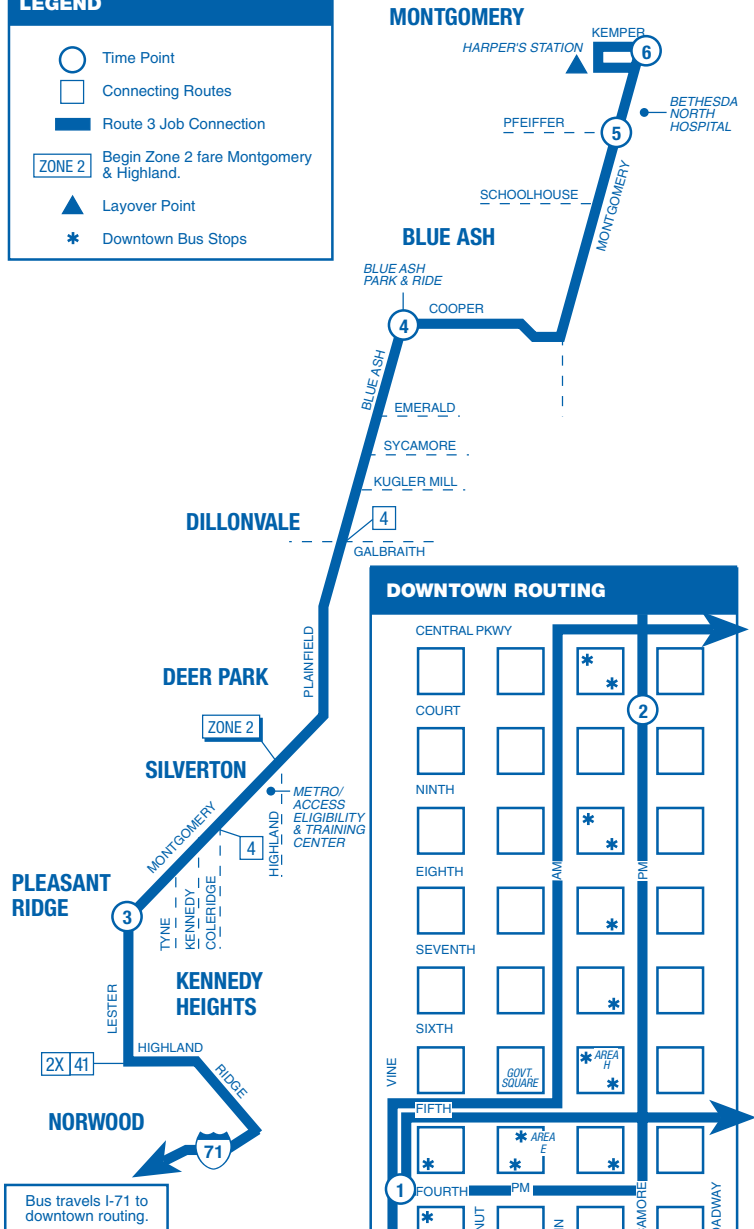 LEGEND
Time Point
Connecting Routes
Route 3 Job Connection
ZONE 2
Begin Zone 2 fare Montgomery
& Highland.
Layover Point
Downtown Bus Stops
MONTGOMERY
KEMPER
HARPER'S STATION
6
BETHESDA
NORTH
HOSPITAL
PFEIFFER
5
SCHOOLHOUSE
MONTGOMERY
BLUE ASH
BLUE ASH
PARK & RIDE
COOPER
4
BLUE ASH
EMERALD
SYCAMORE
KUGLER MILL
DILLONVALE
4
GALBRAITH
PLAINFIELD
DEER PARK
ZONE 2
SILVERTON
METRO/
ACCESS
ELIGIBILITY
& TRAINING
CENTER
HIGHLAND
MONTGOMERY
4
PLEASANT
RIDGE
3
TYNE
KENNEDY
COLERIDGE
KENNEDY
HEIGHTS
LESTER
HIGHLAND
2X 41
RIDGE
NORWOOD
71
Bus travels I-71 to
downtown routing.
DOWNTOWN ROUTING
CENTRAL PKWY
COURT
2
NINTH
EIGHTH
AM
PM
SEVENTH
SIXTH
VINE
GOVT.
SQUARE
AREA
H
FIFTH
AREA
E
1
FOURTH
PM
NUT
IN
AMORE
ADWAY